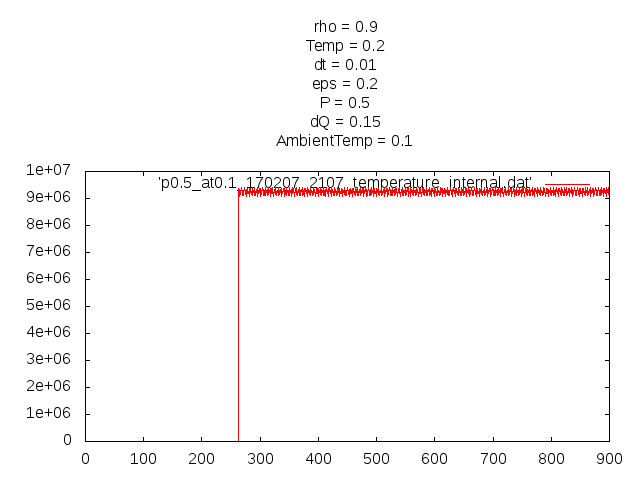 rho = 0.9
Temp = 0.2
dt = 0.01
eps = 0.2
P = 0.5
dQ = 0.15
AmbientTemp = 0.1
1e+07
'p0.5_at0.1_170207_2107_temperature_internal.dat'
9e+06
8e+06
7e+06
6e+06
5e+06
4e+06
3e+06
2e+06
1e+06
0
0 100 200 300 400 500 600 700 800 900